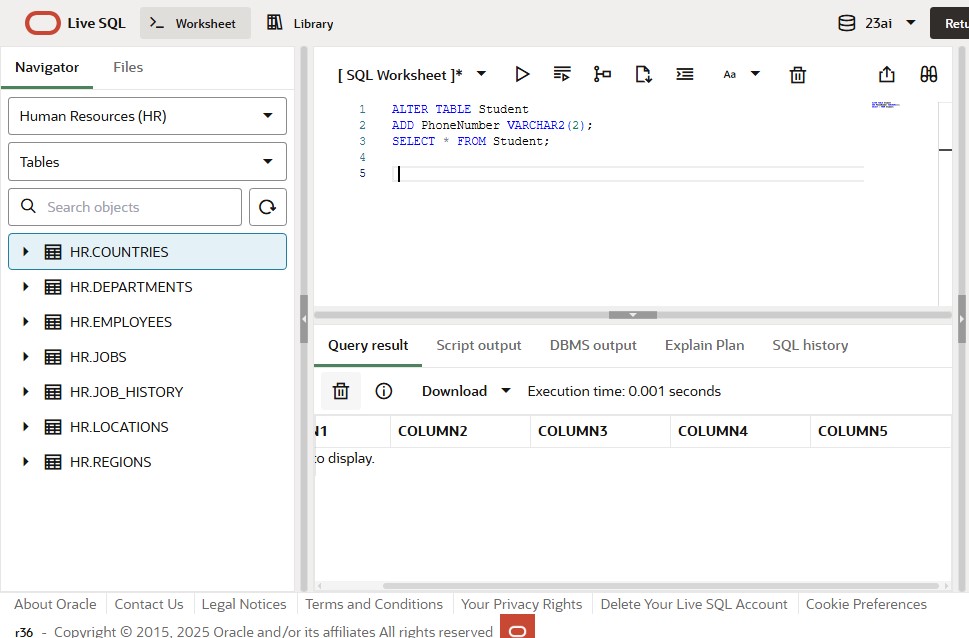 Live SQL
Worksheet
Library
23ai
Navigator
Files
Human Resources (HR)
Tables
Search objects
HR.COUNTRIES
HR.DEPARTMENTS
HR.EMPLOYEES
HR.JOBS
HR.JOB_HISTORY
HR.LOCATIONS
HR.REGIONS
[ SQL Worksheet ]*
Aa
1 ALTER TABLE Student
2 ADD PhoneNumber VARCHAR2(2);
3 SELECT * FROM Student;
4
5
Query result Script output DBMS output Explain Plan SQL history
Download Execution time: 0.001 seconds
COLUMN2 COLUMN3 COLUMN4 COLUMN5
to display.
About Oracle Contact Us Legal Notices Terms and Conditions Your Privacy Rights Delete Your Live SQL Account Cookie Preferences
r36 - Copyright © 2015, 2025 Oracle and/or its affiliates All rights reserved